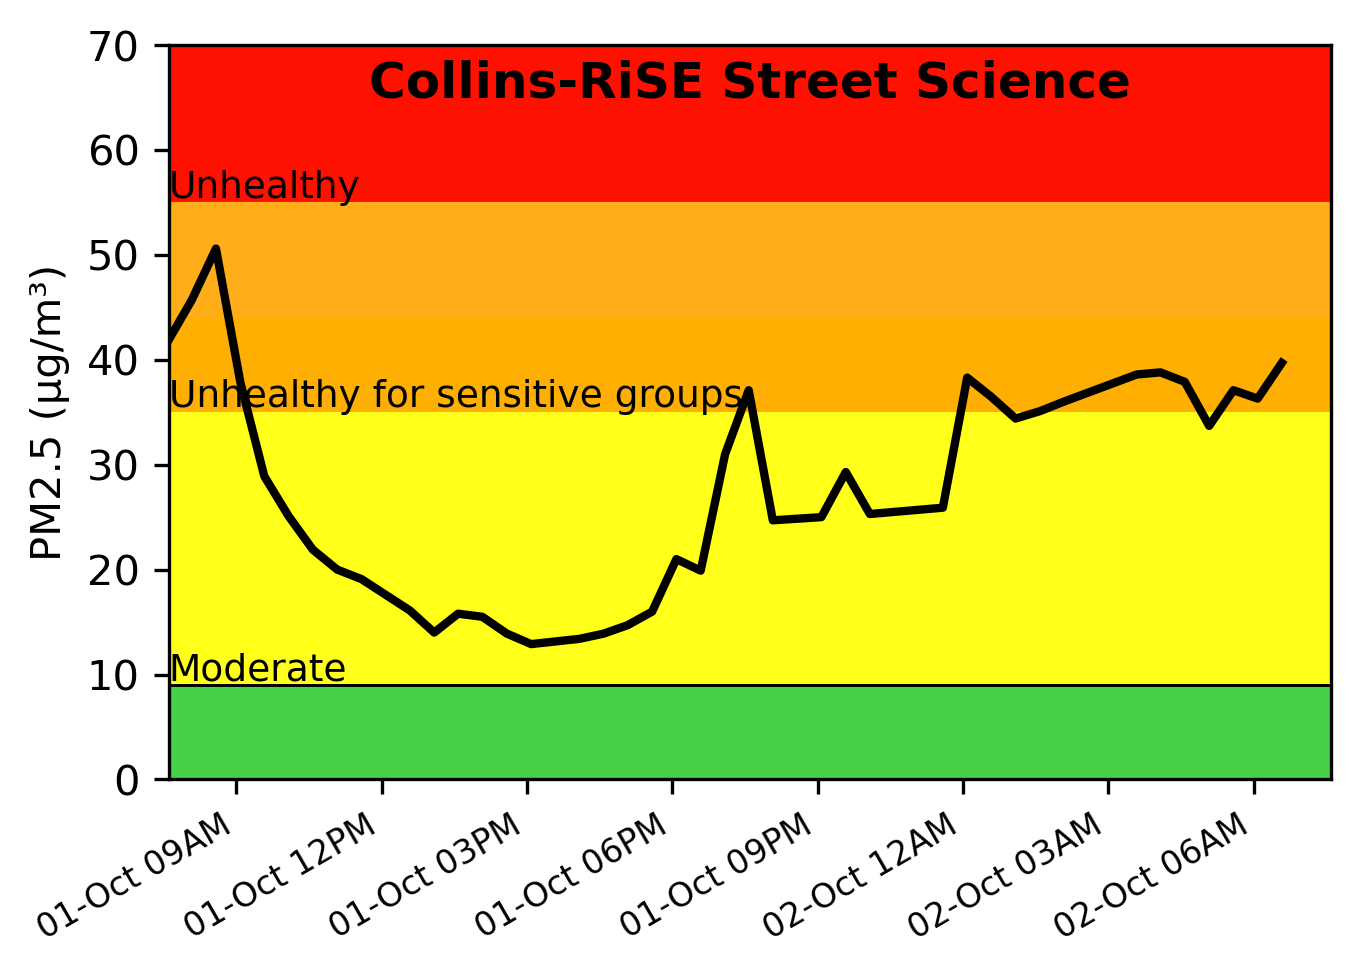 Collins-RiSE Street Science
70
60
50
40
30
20
10
0
PM2.5 (µg/m³)
Unhealthy
Unhealthy for sensitive groups
Moderate
01-Oct 09AM
01-Oct 12PM
01-Oct 03PM
01-Oct 06PM
01-Oct 09PM
02-Oct 12AM
02-Oct 03AM
02-Oct 06AM